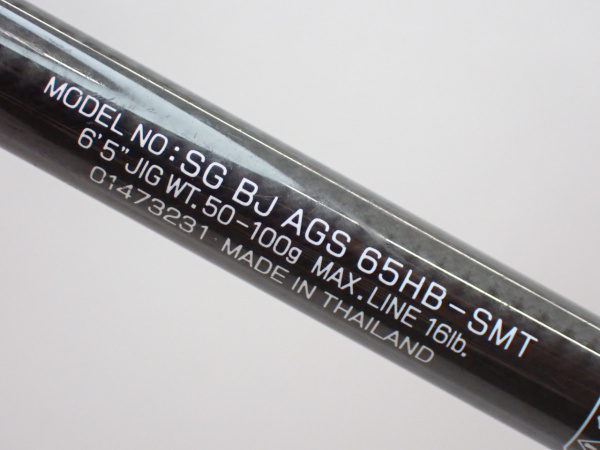 MODEL NO:SG BJ AGS 65HB-SMT
6'5"JIG WT. 50-100g MAX. LINE 16lb.
01473231 MADE IN THAILAND